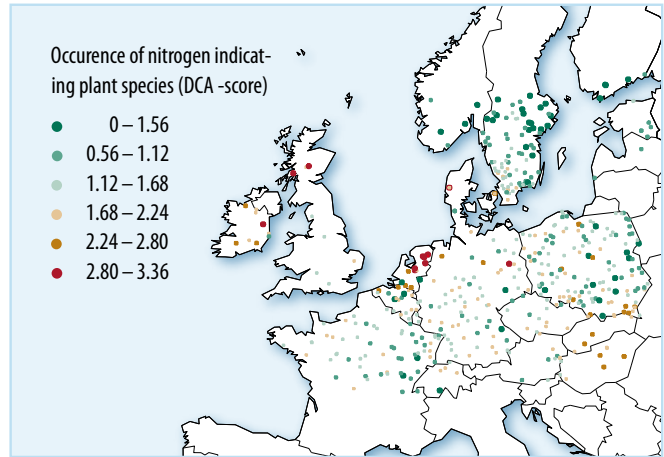 Occurence of nitrogen indicat-
ing plant species (DCA -score)
0 – 1.56
0.56 – 1.12
1.12 – 1.68
1.68 – 2.24
2.24 – 2.80
2.80 – 3.36